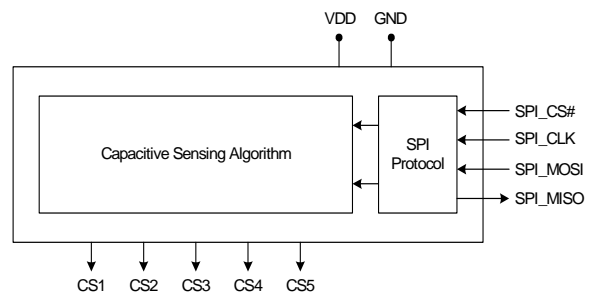 VDD GND
Capacitive Sensing Algorithm
SPI
Protocol
SPI_CS#
SPI_CLK
SPI_MOSI
SPI_MISO
CS1 CS2 CS3 CS4 CS5